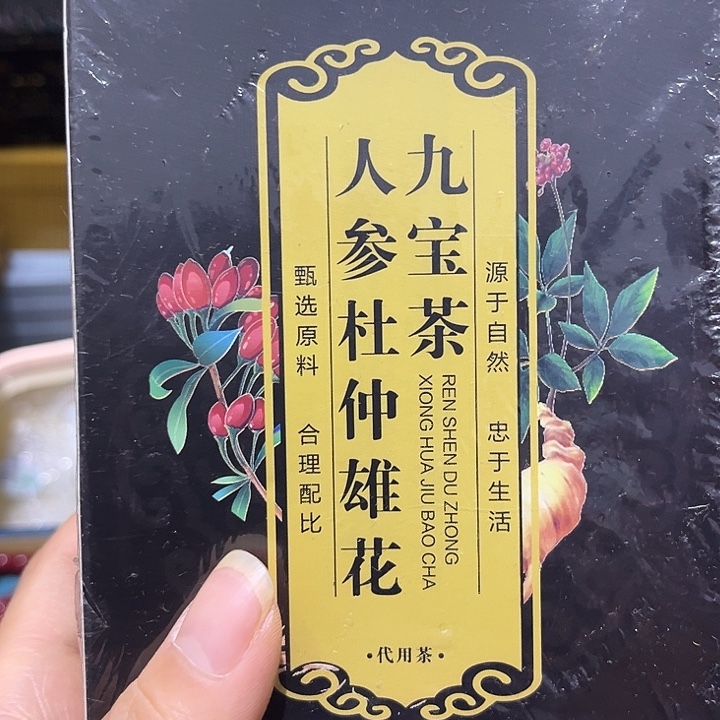 人参杜仲雄花
九宝茶
REN SHEN DU ZHONG
XIONG HUA JIU BAO CHA
源于自然 忠于生活
甄选原料 合理配比
·代用茶·